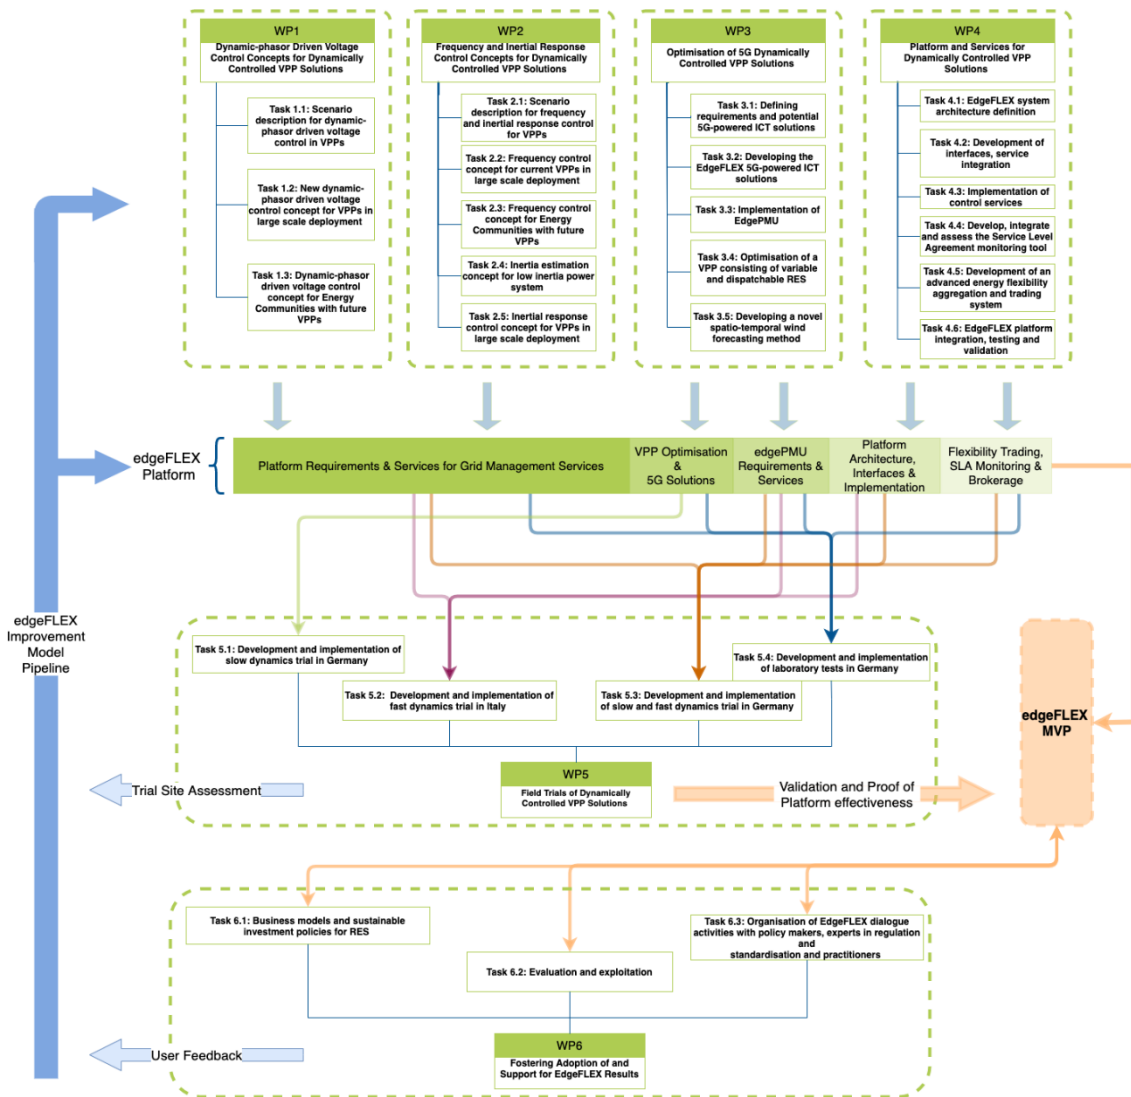 WP1
Dynamic-phasor Driven Voltage
Control Concepts for Dynamically
Controlled VPP Solutions
Task 1.1: Scenario
description for dynamic-
phasor driven voltage
control in VPPs
Task 1.2: New dynamic-
phasor driven voltage
control concept for VPPs in
large scale deployment
Task 1.3: Dynamic-phasor
driven voltage control
concept for Energy
Communities with future
VPPs
WP2
Frequency and Inertial Response
Control Concepts for Dynamically
Controlled VPP Solutions
Task 2.1: Scenario
description for frequency
and inertial response control
for VPPs
Task 2.2: Frequency control
concept for current VPPs in
large scale deployment
Task 2.3: Frequency control
concept for Energy
Communities with future
VPPs
Task 2.4: Inertia estimation
concept for low inertia power
system
Task 2.5: Inertial response
control concept for VPPs in
large scale deployment
WP3
Optimisation of 5G Dynamically
Controlled VPP Solutions
Task 3.1: Defining
requirements and potential
5G-powered ICT solutions
Task 3.2: Developing the
EdgeFLEX 5G-powered ICT
solutions
Task 3.3: Implementation of
EdgePMU
Task 3.4: Optimisation of a
VPP consisting of variable
and dispatchable RES
Task 3.5: Developing a novel
spatio-temporal wind
forecasting method
WP4
Platform and Services for
Dynamically Controlled VPP
Solutions
Task 4.1: EdgeFLEX system
architecture definition
Task 4.2: Development of
interfaces, service
integration
Task 4.3: Implementation of
control services
Task 4.4: Develop, integrate
and assess the Service Level
Agreement monitoring tool
Task 4.5: Development of an
advanced energy flexibility
aggregation and trading
system
Task 4.6: EdgeFLEX platform
integration, testing and
validation
edgeFLEX
Platform
Platform Requirements & Services for Grid Management Services
VPP Optimisation
&
5G Solutions
edgePMU
Requirements &
Services
Platform
Architecture,
Interfaces &
Implementation
Flexibility Trading,
SLA Monitoring &
Brokerage
edgeFLEX
Improvement
Model
Pipeline
Task 5.1: Development and implementation of
slow dynamics trial in Germany
Task 5.2: Development and implementation of
fast dynamics trial in Italy
Task 5.3: Development and implementation
of slow and fast dynamics trial in Germany
Task 5.4: Development and implementation
of laboratory tests in Germany
edgeFLEX
MVP
WP5
Field Trials of Dynamically
Controlled VPP Solutions
Trial Site Assessment
Validation and Proof of
Platform effectiveness
Task 6.1: Business models and sustainable
investment policies for RES
Task 6.2: Evaluation and exploitation
Task 6.3: Organisation of EdgeFLEX dialogue
activities with policy makers, experts in regulation
and
standardisation and practitioners
WP6
Fostering Adoption of and
Support for EdgeFLEX Results
User Feedback